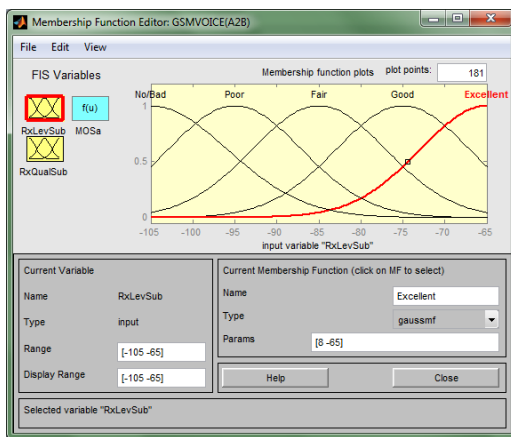 Membership Function Editor: GSMVOICE(A2B)
File Edit View
FIS Variables
Membership function plots plot points: 181
f(u)
RxLevSub MOSa
RxQualSub
No/Bad Poor Fair Good Excellent
1
0.5
0
-105 -100 -95 -90 -85 -80 -75 -70 -65
input variable "RxLevSub"
Current Variable
Name RxLevSub
Type input
Range [-105 -65]
Display Range [-105 -65]
Current Membership Function (click on MF to select)
Name Excellent
Type gaussmf
Params [8 -65]
Help Close
Selected variable "RxLevSub"